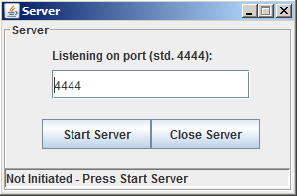 Server
Server
Listening on port (std. 4444):
4444
Start Server Close Server
Not Initiated - Press Start Server